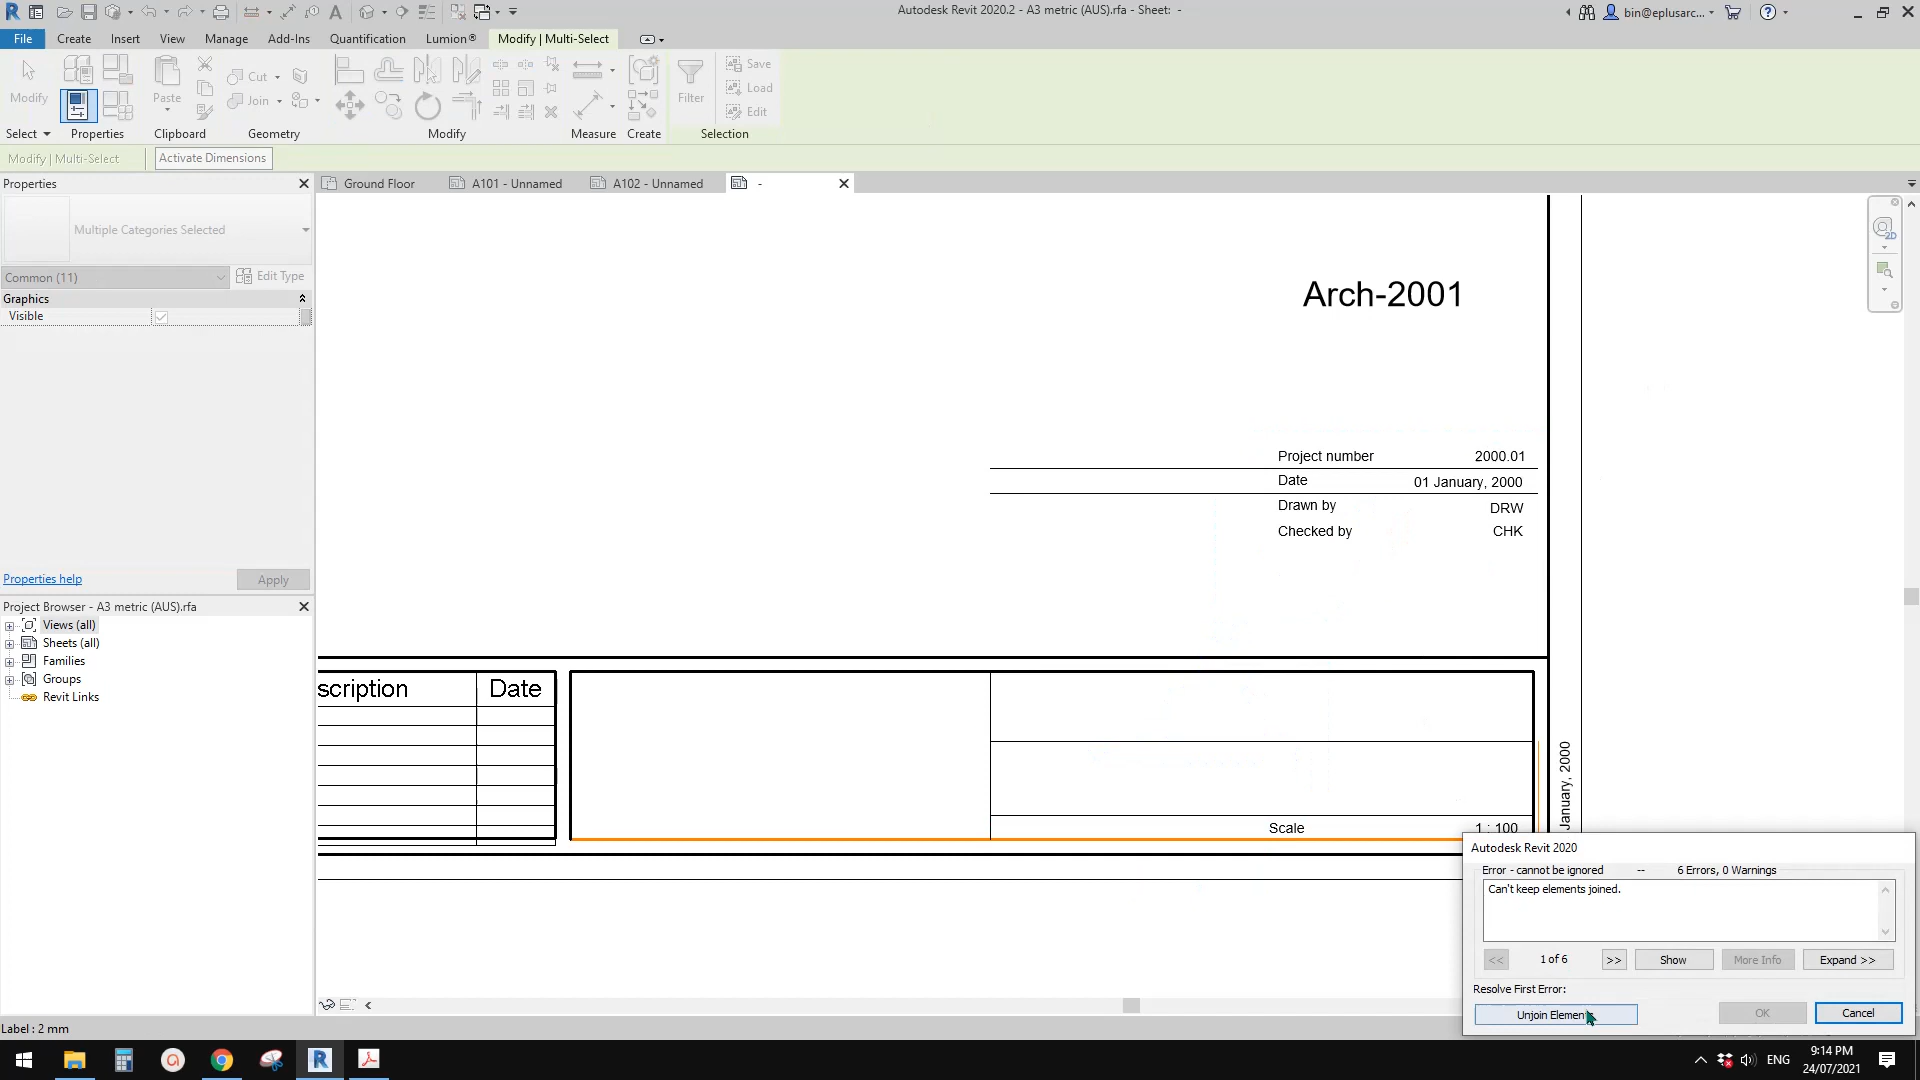 Autodesk Revit 2020.2 - A3 metric (AUS).rfa - Sheet: -
bin@eplusarc...
File
Create
Insert
View
Manage
Add-Ins
Quantification
Lumion®
Modify | Multi-Select
Modify
Paste
Cut
Join
Filter
Save
Load
Edit
Select
Properties
Clipboard
Geometry
Modify
Measure
Create
Selection
Modify | Multi-Select
Activate Dimensions
Properties
Ground Floor
A101 - Unnamed
A102 - Unnamed
-
Multiple Categories Selected
Common (11)
Edit Type
Graphics
Visible
Properties help
Apply
Project Browser - A3 metric (AUS).rfa
Views (all)
Sheets (all)
Families
Groups
Revit Links
2D
Arch-2001
Project number 2000.01
Date 01 January, 2000
Drawn by DRW
Checked by CHK
scription Date
Scale 1 : 100
January, 2000
Autodesk Revit 2020
Error - cannot be ignored -- 6 Errors, 0 Warnings
Can't keep elements joined.
<< 1 of 6 >> Show More Info Expand >>
Resolve First Error:
Unjoin Element
OK
Cancel
Label : 2 mm
ENG
9:14 PM
24/07/2021